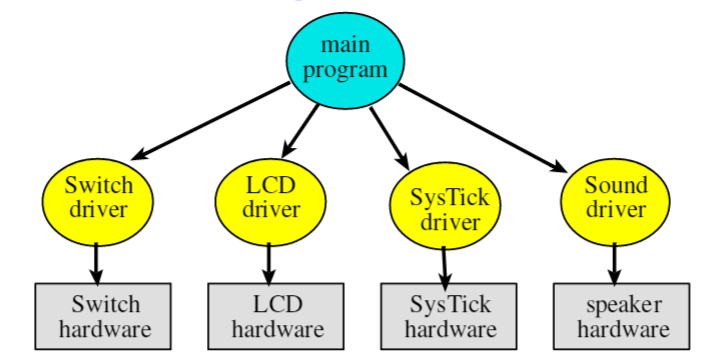 main
program
Switch
driver
LCD
driver
SysTick
driver
Sound
driver
Switch
hardware
LCD
hardware
SysTick
hardware
speaker
hardware